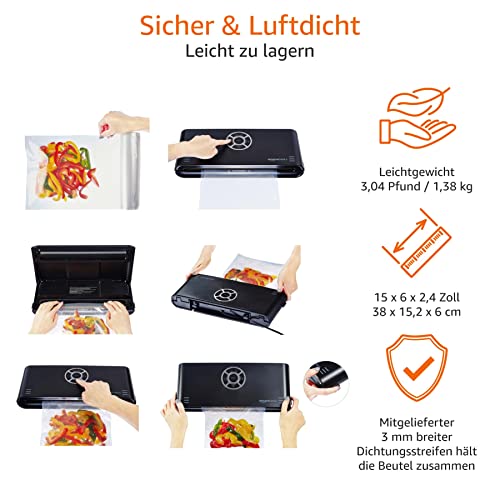 Sicher & Luftdicht
Leicht zu lagern
Leichtgewicht
3,04 Pfund / 1,38 kg
15 x 6 x 2,4 Zoll
38 x 15,2 x 6 cm
Mitgelieferter
3 mm breiter
Dichtungsstreifen hält
die Beutel zusammen